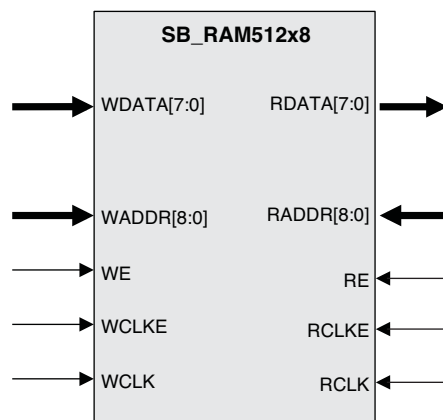 SB_RAM512x8
WDATA[7:0] RDATA[7:0]
WADDR[8:0] RADDR[8:0]
WE RE
WCLKE RCLKE
WCLK RCLK